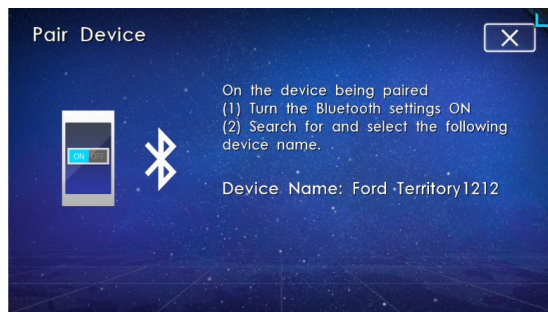 Pair Device
On the device being paired
(1) Turn the Bluetooth settings ON
(2) Search for and select the following
device name.
ON OFF
Device Name: Ford Territory1212